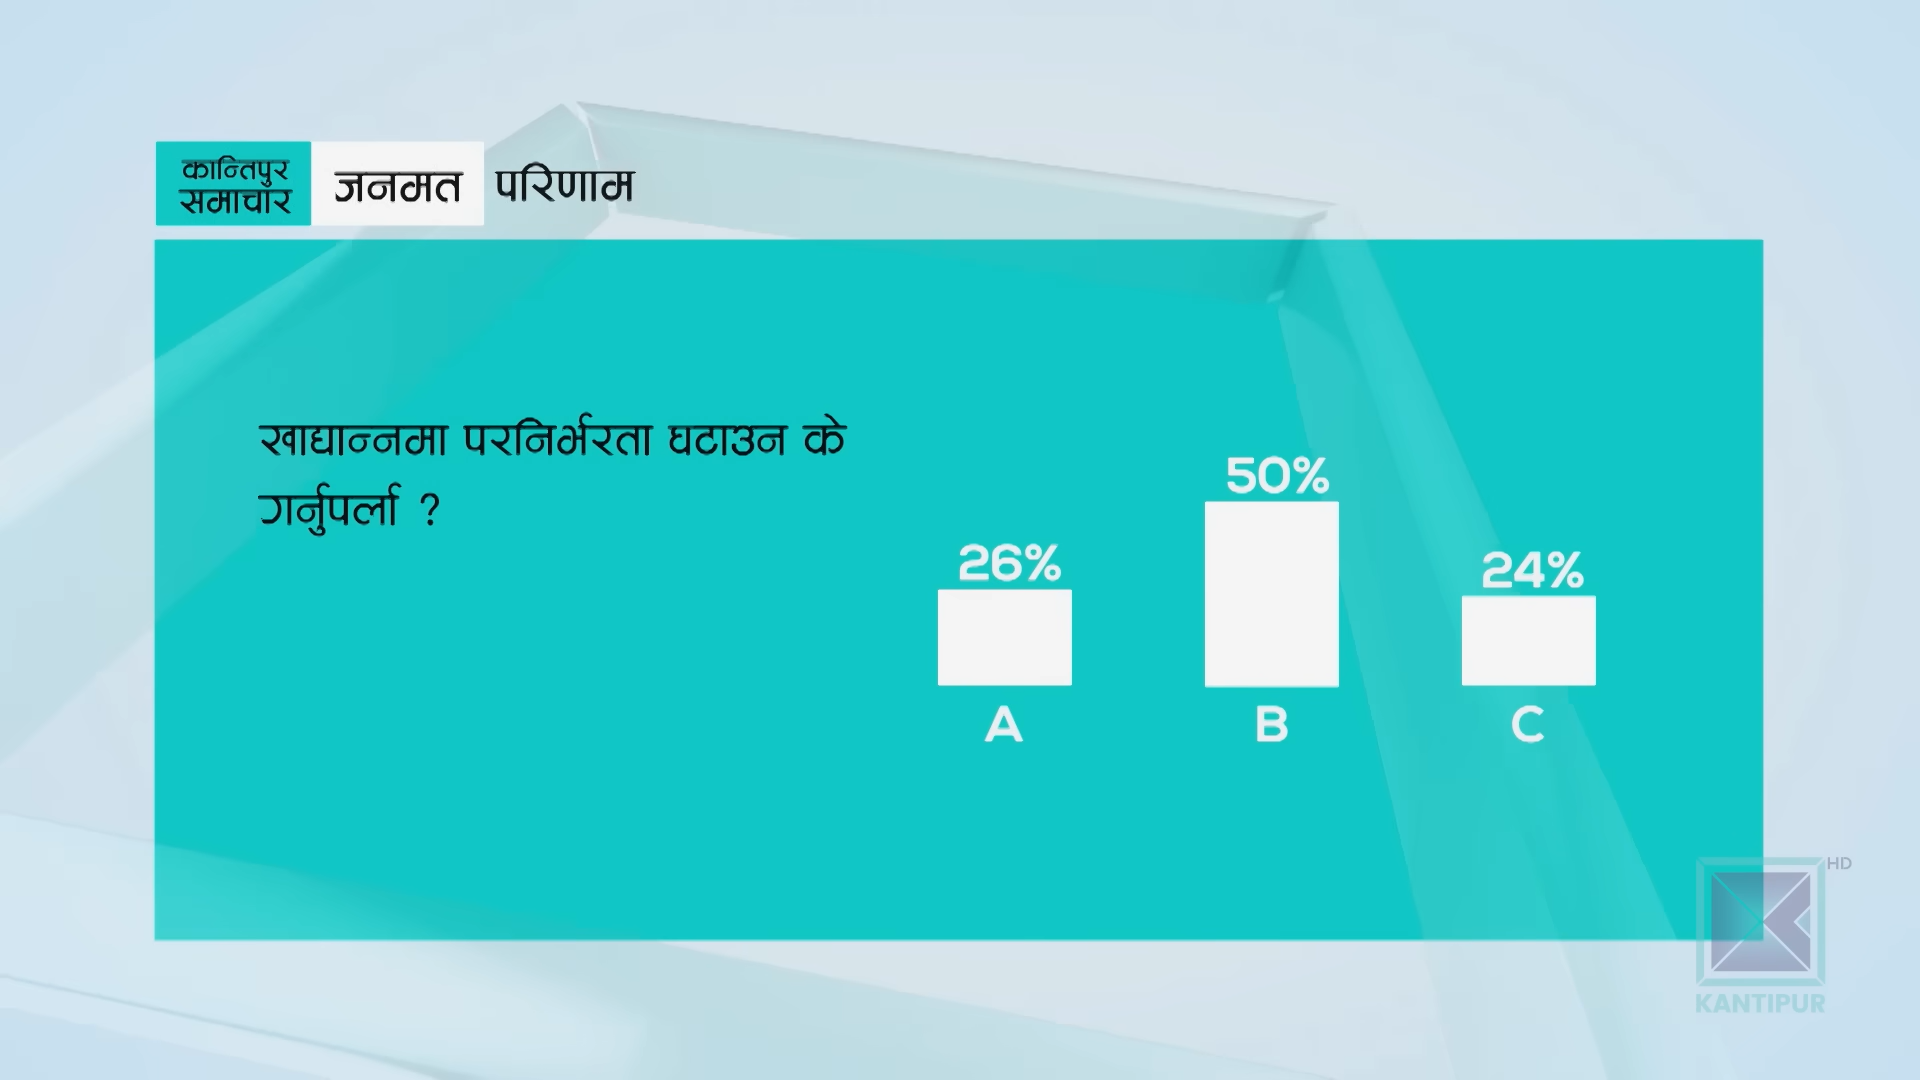 कान्तिपुर
समाचार
जनमत परिणाम
खाद्यान्नमा परनिर्भरता घटाउन के
गर्नुपर्ला ?
26% 50% 24%
A B C
HD
KANTIPUR